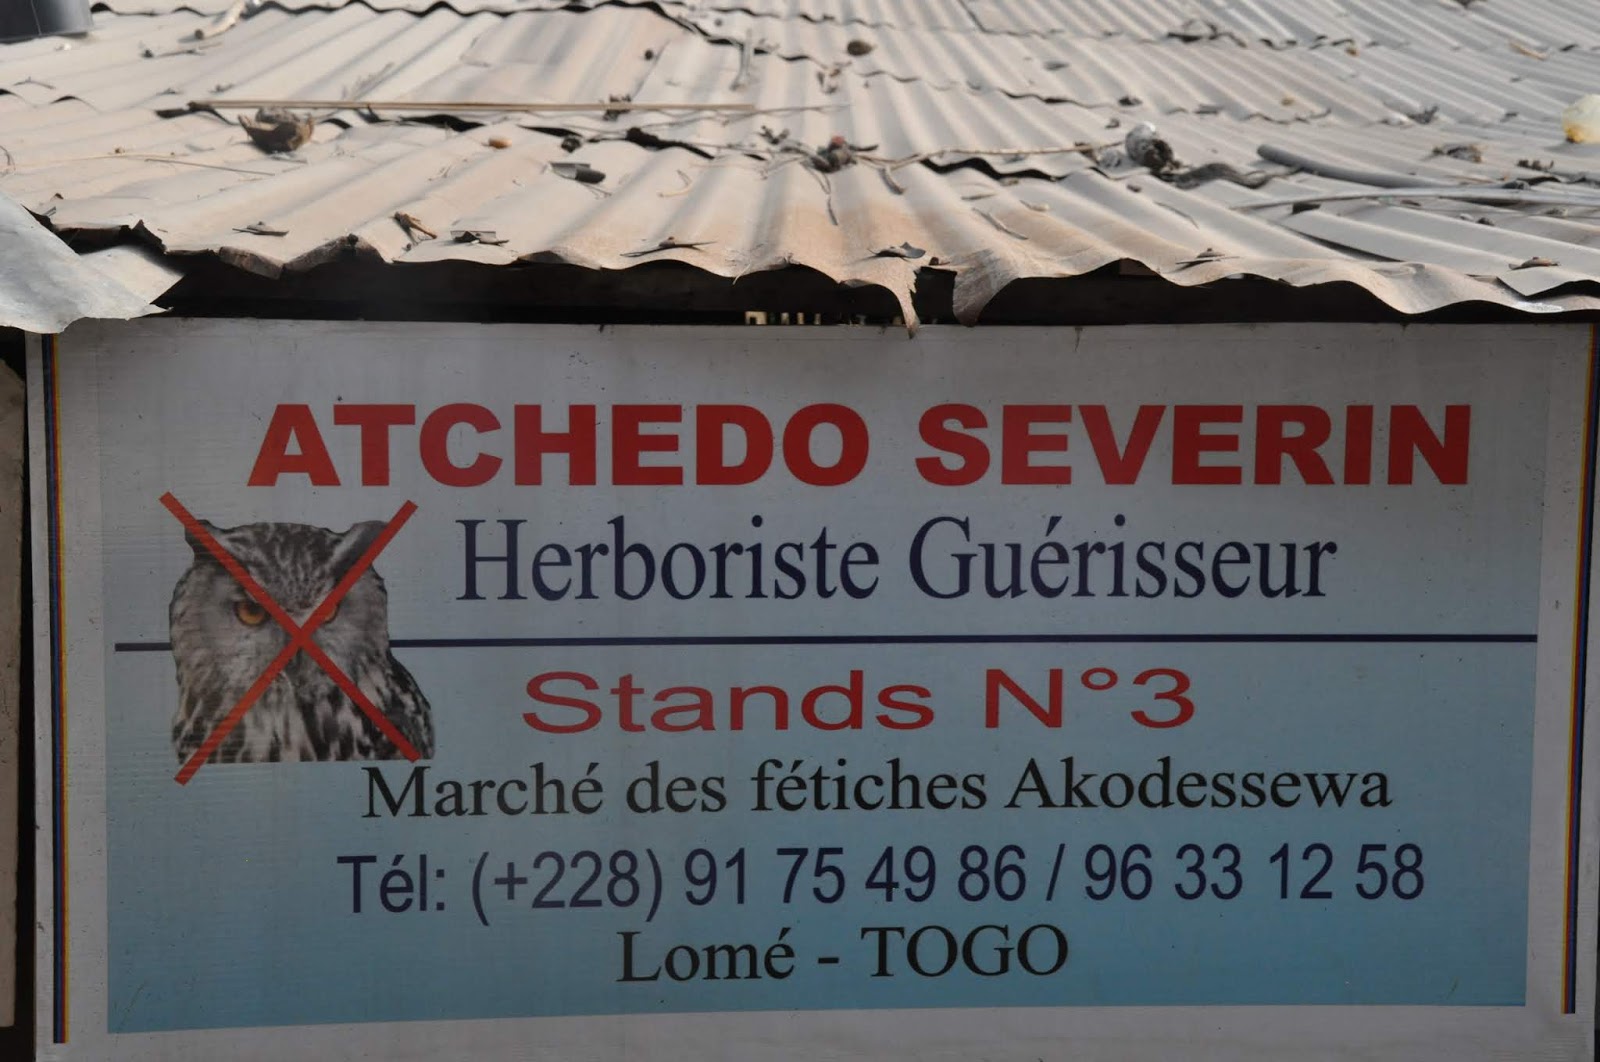 ATCHEDO SEVERIN
Herboriste Guérisseur
Stands N°3
Marché des fétiches Akodessewa
Tél: (+228) 91 75 49 86 / 96 33 12 58
Lomé - TOGO